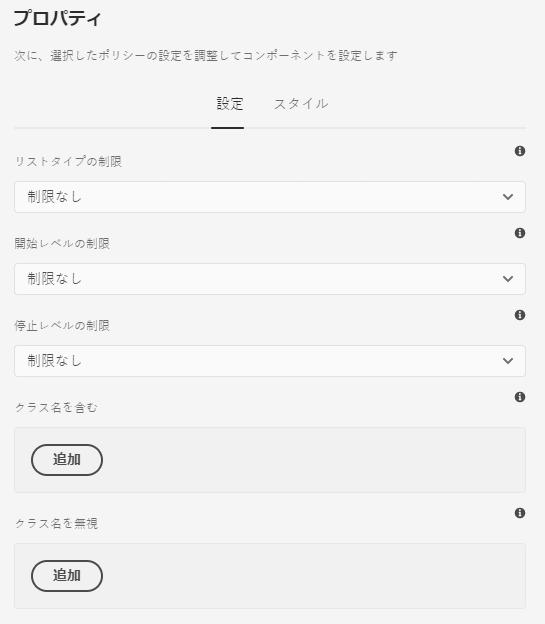 プロパティ
次に、選択したポリシーの設定を調整してコンポーネントを設定します
設定 スタイル
リストタイプの制限
制限なし
開始レベルの制限
制限なし
停止レベルの制限
制限なし
クラス名を含む
追加
クラス名を無視
追加